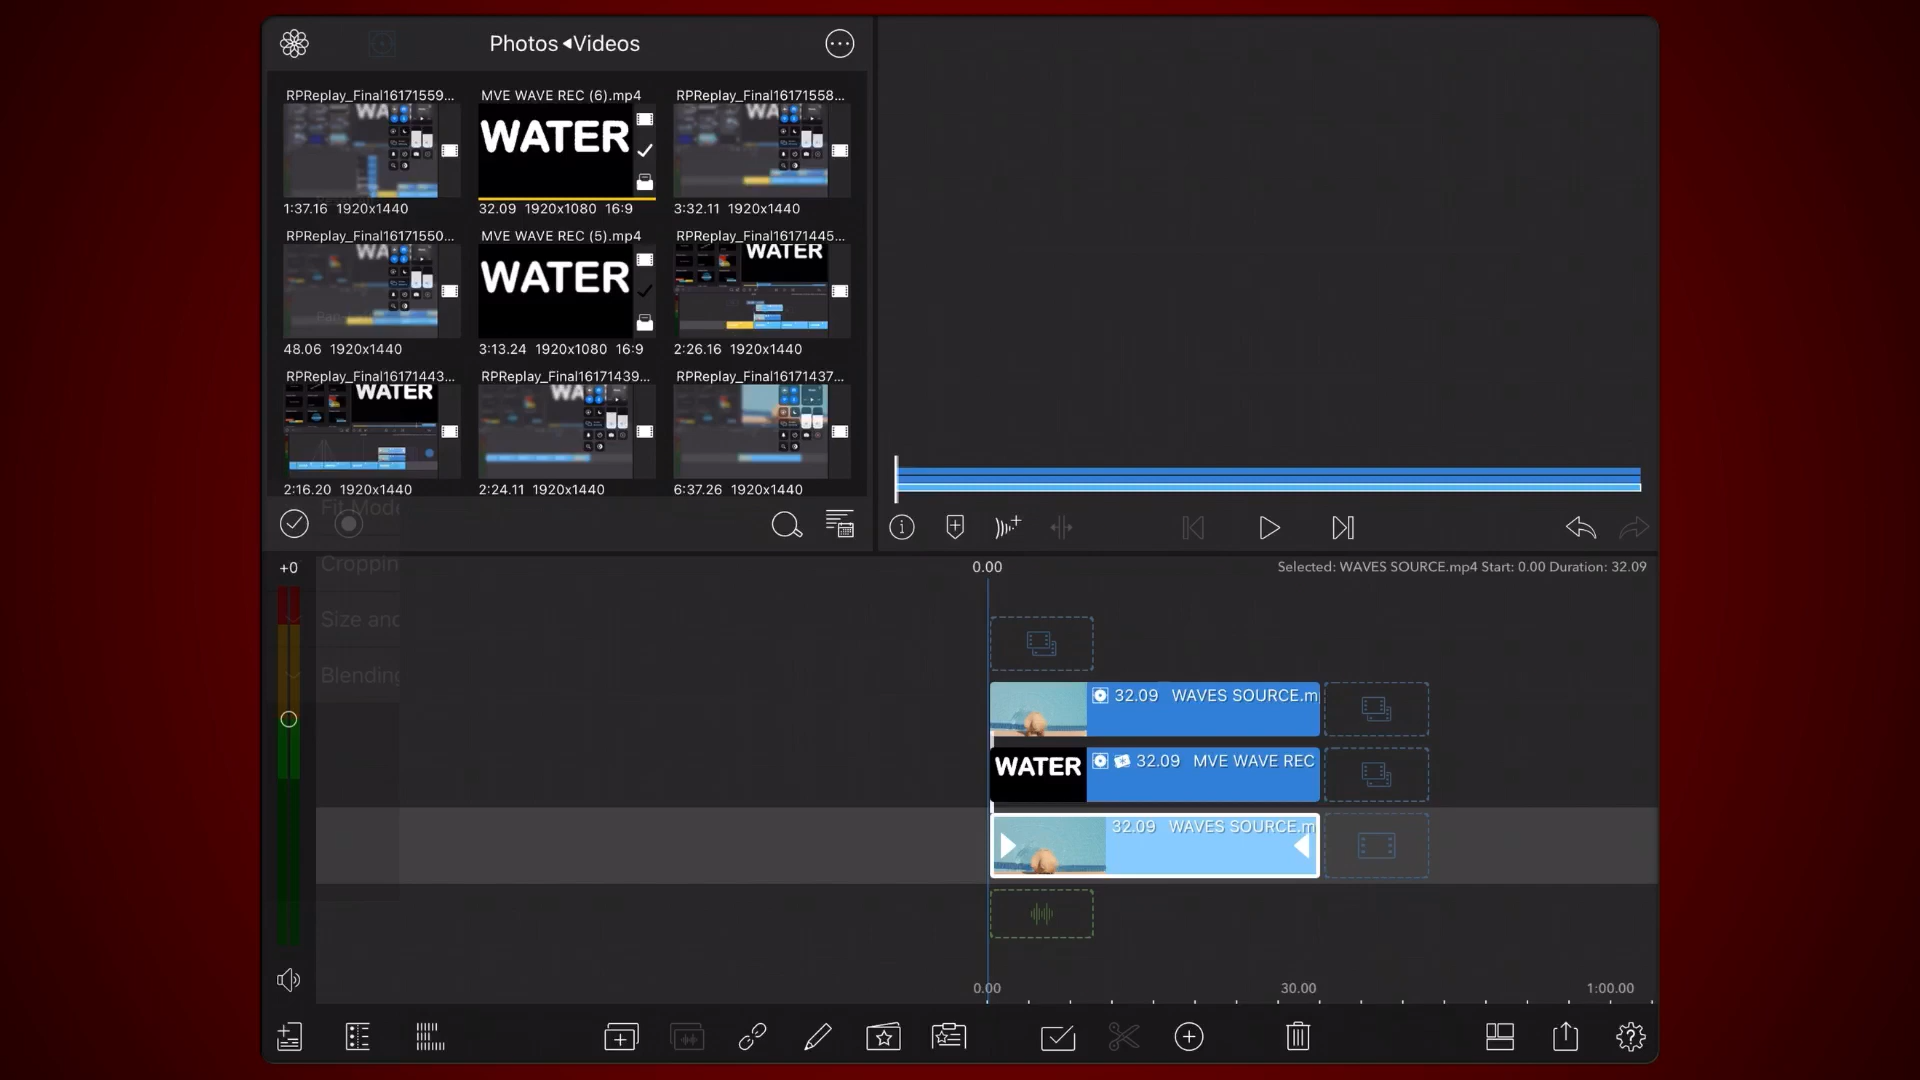 Photos ◂Videos
RPReplay_Final16171559...
MVE WAVE REC (6).mp4
RPReplay_Final16171558...
WATER
1:37.16 1920x1440
32.09 1920x1080 16:9
3:32.11 1920x1440
RPReplay_Final16171550...
MVE WAVE REC (5).mp4
RPReplay_Final16171445...
WATER
WATER
48.06 1920x1440
3:13.24 1920x1080 16:9
2:26.16 1920x1440
RPReplay_Final16171443...
RPReplay_Final16171439...
RPReplay_Final16171437...
WATER
2:16.20 1920x1440
2:24.11 1920x1440
6:37.26 1920x1440
Fit Mode
Croppin
Size and
Blending
+0
0.00
Selected: WAVES SOURCE.mp4 Start: 0.00 Duration: 32.09
32.09 WAVES SOURCE.m
WATER
32.09 MVE WAVE REC
32.09 WAVES SOURCE.m
0.00
30.00
1:00.00